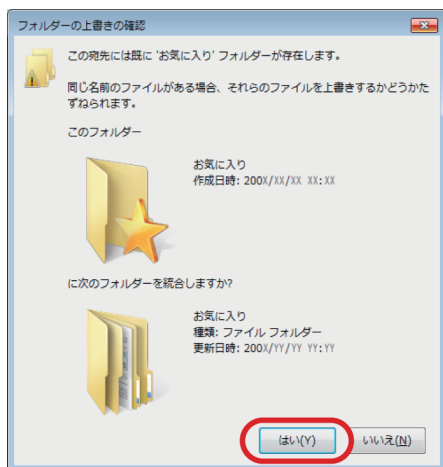 フォルダーの上書きの確認
この宛先には既に 'お気に入り' フォルダーが存在します。
同じ名前のファイルがある場合、それらのファイルを上書きするかどうかた
ずねられます。
このフォルダー
お気に入り
作成日時: 200X/XX/XX XX:XX
に次のフォルダーを統合しますか?
お気に入り
種類: ファイル フォルダー
更新日時: 200X/YY/YY YY:YY
はい(Y)
いいえ(N)